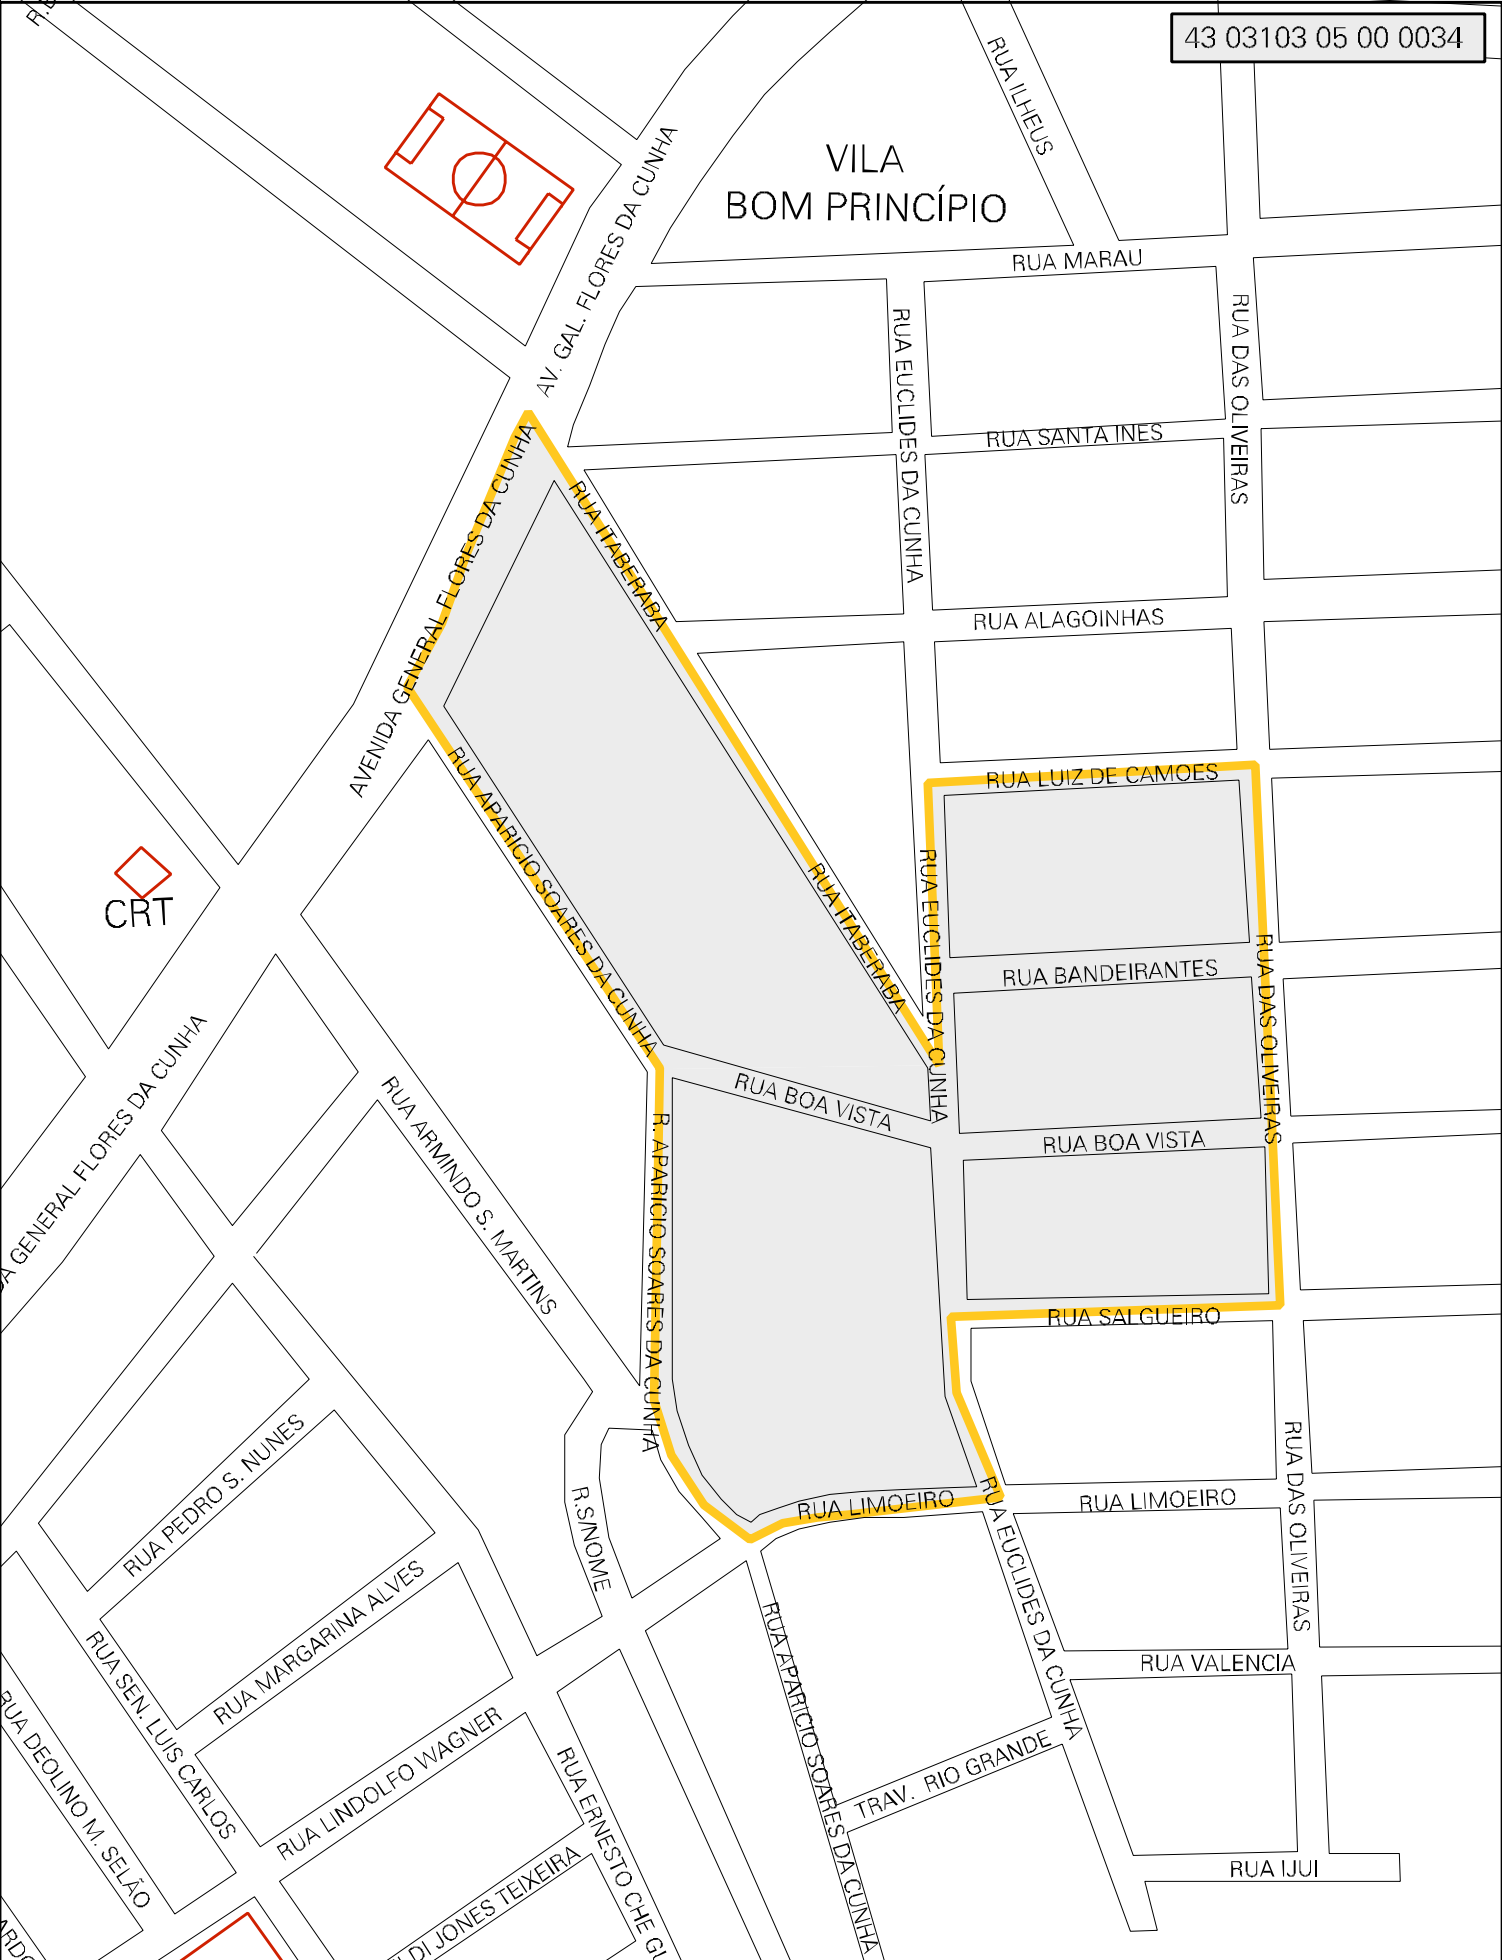 43 03103 05 00 0034
RUA ILHEUS
VILA
BOM PRINCÍPIO
AV. GAL. FLORES DA CUNHA
RUA MARAU
RUA EUCLIDES DA CUNHA
RUA DAS OLIVEIRAS
RUA SANTA INES
AVENIDA GENERAL FLORES DA CUNHA
RUA ITABERABA
RUA ALAGOINHAS
RUA LUIZ DE CAMOES
RUA APARICIO SOARES DA CUNHA
RUA EUCLIDES DA CUNHA
RUA ITABERABA
CRT
RUA BANDEIRANTES
RUA DAS OLIVEIRAS
GENERAL FLORES DA CUNHA
RUA BOA VISTA
RUA BOA VISTA
RUA ARMINDO S. MARTINS
R. APARICIO SOARES DA CUNHA
RUA SALGUEIRO
RUA PEDRO S. NUNES
RUA DAS OLIVEIRAS
R.S/NOME
RUA LIMOEIRO
RUA LIMOEIRO
RUA EUCLIDES DA CUNHA
RUA MARGARINA ALVES
RUA SEN. LUIS CARLOS
RUA APARICIO SOARES DA CUNHA
RUA VALENCIA
RUA DEOLINO M. SELÃO
RUA LINDOLFO WAGNER
TRAV. RIO GRANDE
RUA ERNESTO CHE
JONES TEIXEIRA
RUA IJUI